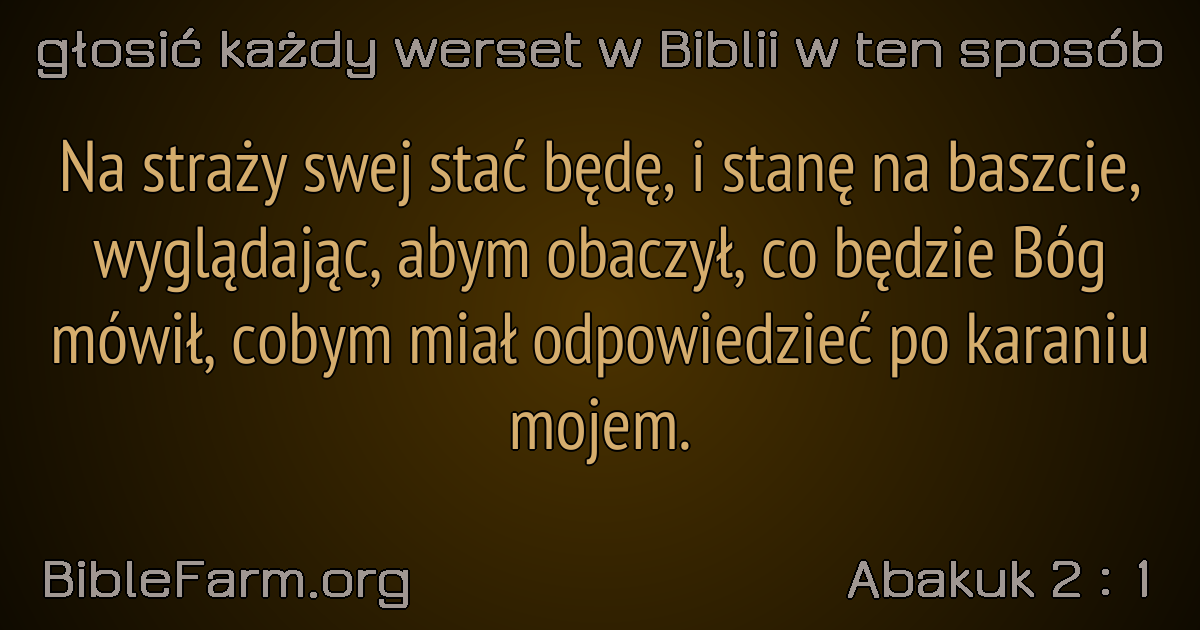 głosić każdy werset w Biblii w ten sposób
Na straży swej stać będę, i stanę na baszcie,
wyglądając, abym obaczył, co będzie Bóg
mówił, cobym miał odpowiedzieć po karaniu
mojem.
BibleFarm.org
Abakuk 2 : 1